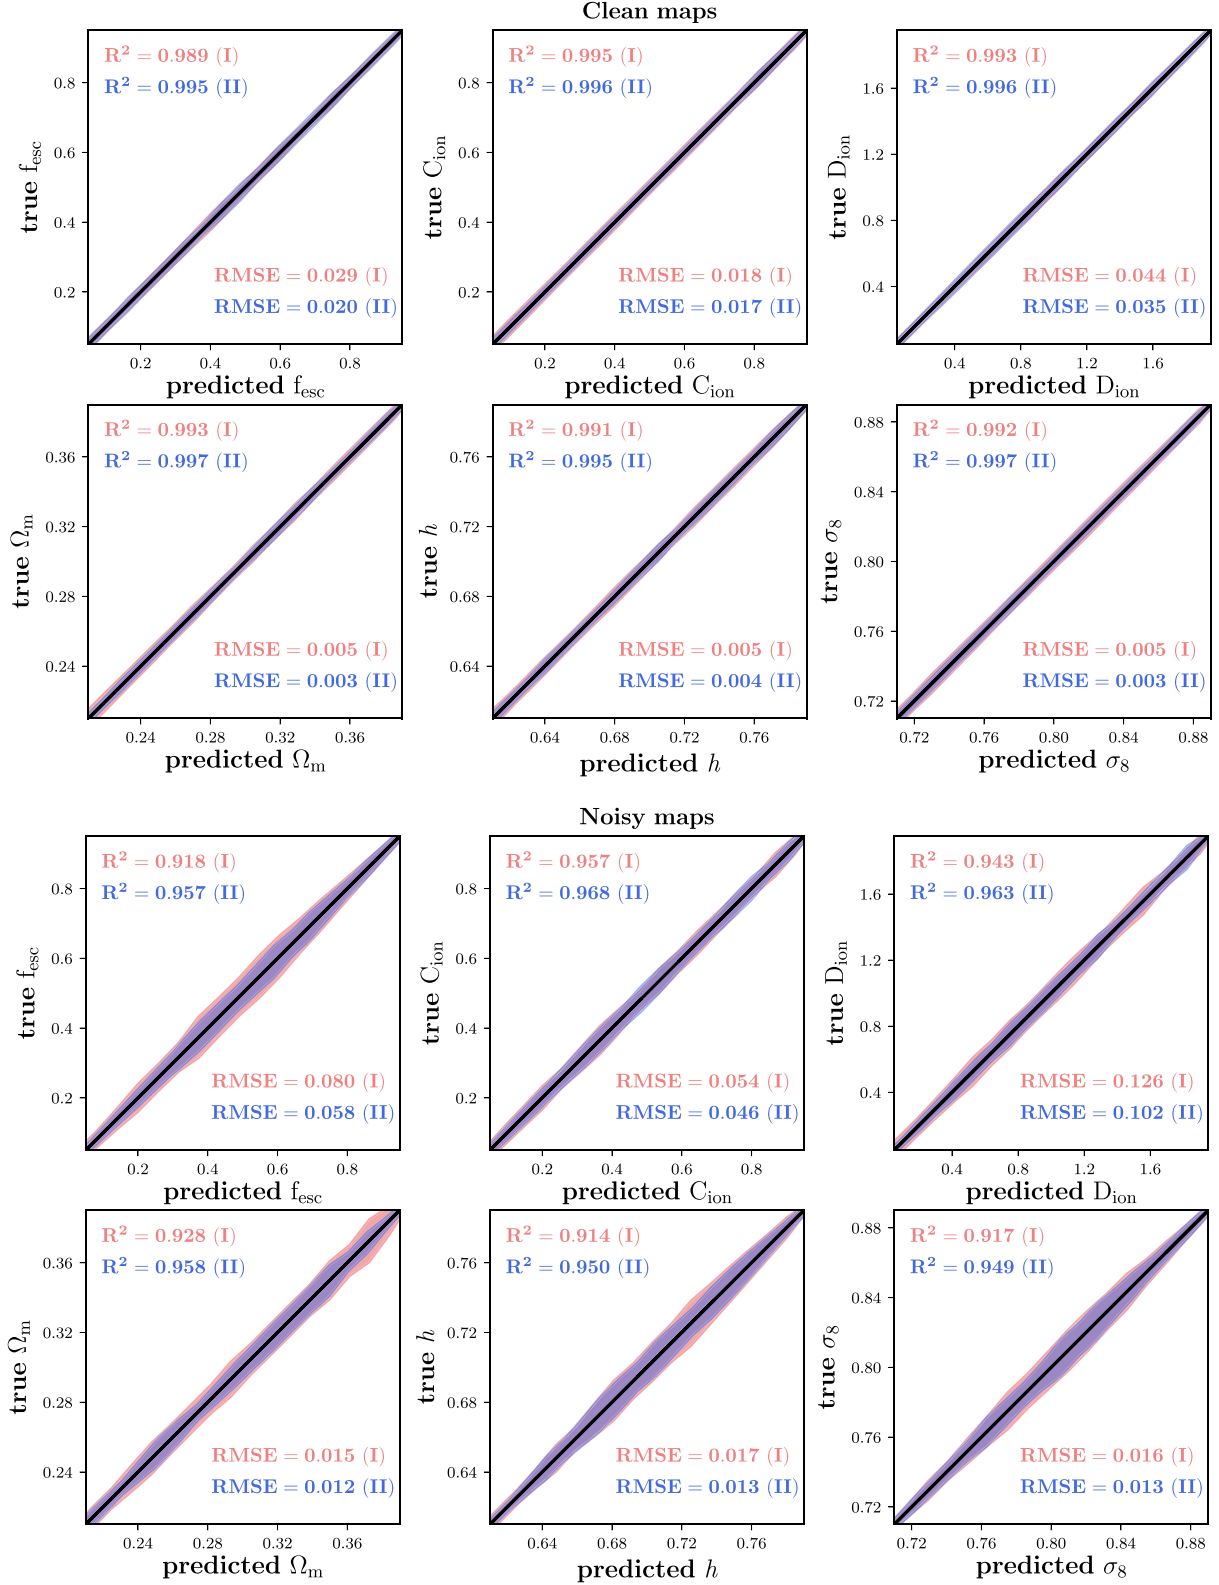 Clean maps
R² = 0.989 (I)
R² = 0.995 (II)
RMSE = 0.029 (I)
RMSE = 0.020 (II)
true f_esc
0.8
0.6
0.4
0.2
0.2 0.4 0.6 0.8
predicted f_esc
R² = 0.995 (I)
R² = 0.996 (II)
RMSE = 0.018 (I)
RMSE = 0.017 (II)
true C_ion
0.8
0.6
0.4
0.2
0.2 0.4 0.6 0.8
predicted C_ion
R² = 0.993 (I)
R² = 0.996 (II)
RMSE = 0.044 (I)
RMSE = 0.035 (II)
true D_ion
1.6
1.2
0.8
0.4
0.4 0.8 1.2 1.6
predicted D_ion
R² = 0.993 (I)
R² = 0.997 (II)
RMSE = 0.005 (I)
RMSE = 0.003 (II)
true Ω_m
0.36
0.32
0.28
0.24
0.24 0.28 0.32 0.36
predicted Ω_m
R² = 0.991 (I)
R² = 0.995 (II)
RMSE = 0.005 (I)
RMSE = 0.004 (II)
true h
0.76
0.72
0.68
0.64
0.64 0.68 0.72 0.76
predicted h
R² = 0.992 (I)
R² = 0.997 (II)
RMSE = 0.005 (I)
RMSE = 0.003 (II)
true σ_8
0.88
0.84
0.80
0.76
0.72
0.72 0.76 0.80 0.84 0.88
predicted σ_8
Noisy maps
R² = 0.918 (I)
R² = 0.957 (II)
RMSE = 0.080 (I)
RMSE = 0.058 (II)
true f_esc
0.8
0.6
0.4
0.2
0.2 0.4 0.6 0.8
predicted f_esc
R² = 0.957 (I)
R² = 0.968 (II)
RMSE = 0.054 (I)
RMSE = 0.046 (II)
true C_ion
0.8
0.6
0.4
0.2
0.2 0.4 0.6 0.8
predicted C_ion
R² = 0.943 (I)
R² = 0.963 (II)
RMSE = 0.126 (I)
RMSE = 0.102 (II)
true D_ion
1.6
1.2
0.8
0.4
0.4 0.8 1.2 1.6
predicted D_ion
R² = 0.928 (I)
R² = 0.958 (II)
RMSE = 0.015 (I)
RMSE = 0.012 (II)
true Ω_m
0.36
0.32
0.28
0.24
0.24 0.28 0.32 0.36
predicted Ω_m
R² = 0.914 (I)
R² = 0.950 (II)
RMSE = 0.017 (I)
RMSE = 0.013 (II)
true h
0.76
0.72
0.68
0.64
0.64 0.68 0.72 0.76
predicted h
R² = 0.917 (I)
R² = 0.949 (II)
RMSE = 0.016 (I)
RMSE = 0.013 (II)
true σ_8
0.88
0.84
0.80
0.76
0.72
0.72 0.76 0.80 0.84 0.88
predicted σ_8